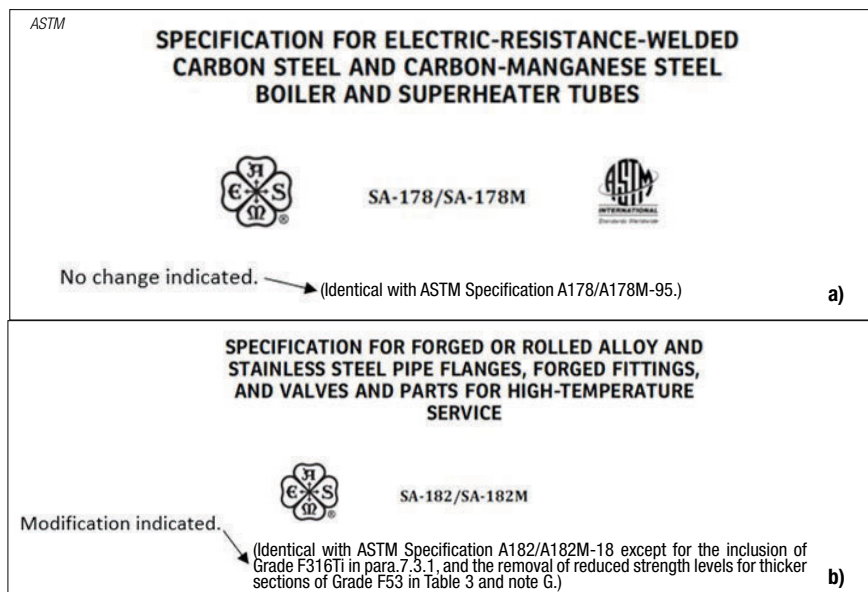 ASTM
SPECIFICATION FOR ELECTRIC-RESISTANCE-WELDED
CARBON STEEL AND CARBON-MANGANESE STEEL
BOILER AND SUPERHEATER TUBES
A
E S
M
®
SA-178/SA-178M
ASTM
INTERNATIONAL
Standards Worldwide
No change indicated.
(Identical with ASTM Specification A178/A178M-95.)
a)
SPECIFICATION FOR FORGED OR ROLLED ALLOY AND
STAINLESS STEEL PIPE FLANGES, FORGED FITTINGS,
AND VALVES AND PARTS FOR HIGH-TEMPERATURE
SERVICE
A
E S
M
®
SA-182/SA-182M
Modification indicated.
(Identical with ASTM Specification A182/A182M-18 except for the inclusion of
Grade F316Ti in para.7.3.1, and the removal of reduced strength levels for thicker
sections of Grade F53 in Table 3 and note G.)
b)